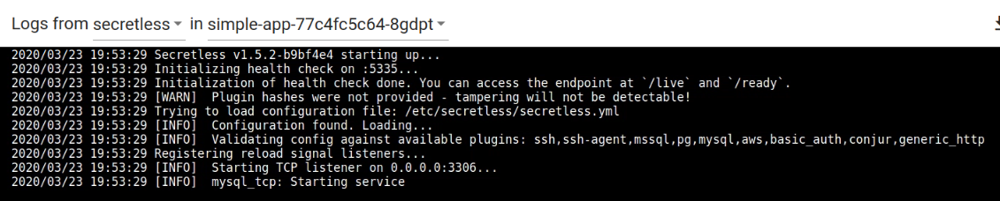 Logs from secretless in simple-app-77c4fc5c64-8gdpt
2020/03/23 19:53:29 Secretless v1.5.2-b9bf4e4 starting up...
2020/03/23 19:53:29 Initializing health check on :5335...
2020/03/23 19:53:29 Initialization of health check done. You can access the endpoint at `/live` and `/ready`.
2020/03/23 19:53:29 [WARN]  Plugin hashes were not provided - tampering will not be detectable!
2020/03/23 19:53:29 Trying to load configuration file: /etc/secretless/secretless.yml
2020/03/23 19:53:29 [INFO]  Configuration found. Loading...
2020/03/23 19:53:29 [INFO]  Validating config against available plugins: ssh,ssh-agent,mssql,pg,mysql,aws,basic_auth,conjur,generic_http
2020/03/23 19:53:29 Registering reload signal listeners...
2020/03/23 19:53:29 [INFO]  Starting TCP listener on 0.0.0.0:3306...
2020/03/23 19:53:29 [INFO]  mysql_tcp: Starting service